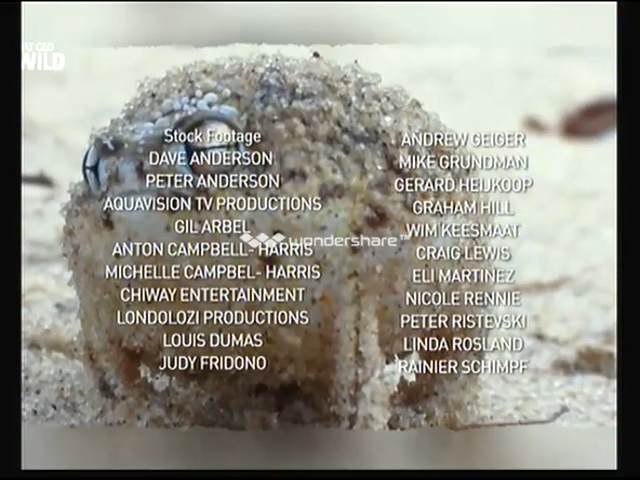 GEO
WILD
Stock Footage
DAVE ANDERSON
PETER ANDERSON
AQUAVISION TV PRODUCTIONS
GIL ARBEL
ANTON CAMPBELL- HARRIS
MICHELLE CAMPBEL- HARRIS
CHIWAY ENTERTAINMENT
LONDOLOZI PRODUCTIONS
LOUIS DUMAS
JUDY FRIDONO
ANDREW GEIGER
MIKE GRUNDMAN
GERARD HEIJKOOP
GRAHAM HILL
WIM KEESMAAT
CRAIG LEWIS
ELI MARTINEZ
NICOLE RENNIE
PETER RISTEVSKI
LINDA ROSLAND
RAINIER SCHIMPF
wondershare™